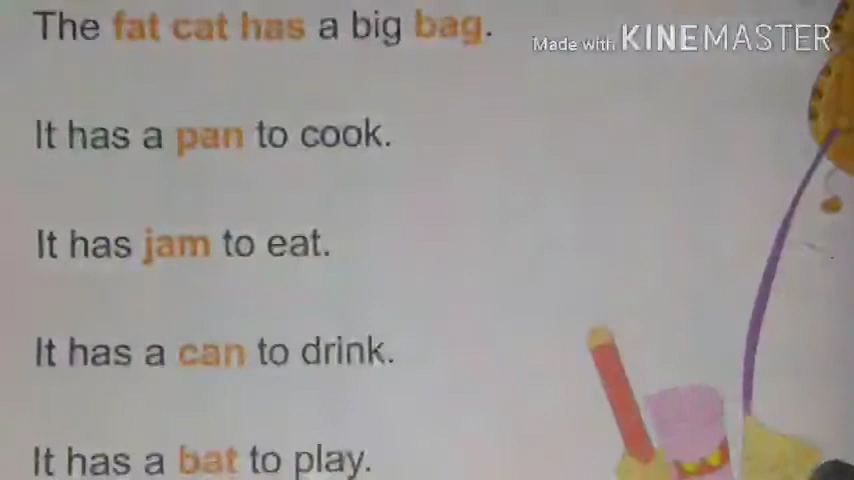 The fat cat has a big bag.
Made with KINEMASTER
It has a pan to cook.
It has jam to eat.
It has a can to drink.
It has a bat to play.